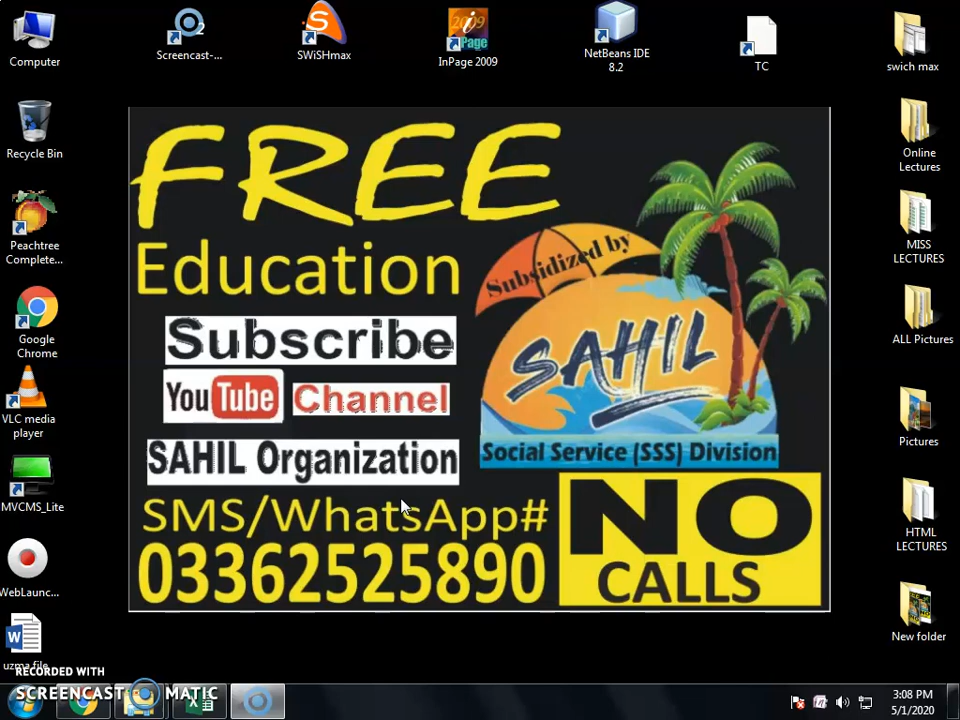 Computer
Screencast-...
SWiSHmax
2009
Page
InPage 2009
NetBeans IDE
8.2
TC
swich max
Recycle Bin
Online
Lectures
Peachtree
Complete...
MISS
LECTURES
Google
Chrome
ALL Pictures
VLC media
player
Pictures
MVCMS_Lite
HTML
LECTURES
WebLaunc...
New folder
uzma file
FREE
Education
Subscribe
YouTube Channel
SAHIL Organization
SMS/WhatsApp#
03362525890
Subsidized by
SAHIL
Social Service (SSS) Division
NO
CALLS
RECORDED WITH
SCREENCAST MATIC
3:08 PM
5/1/2020